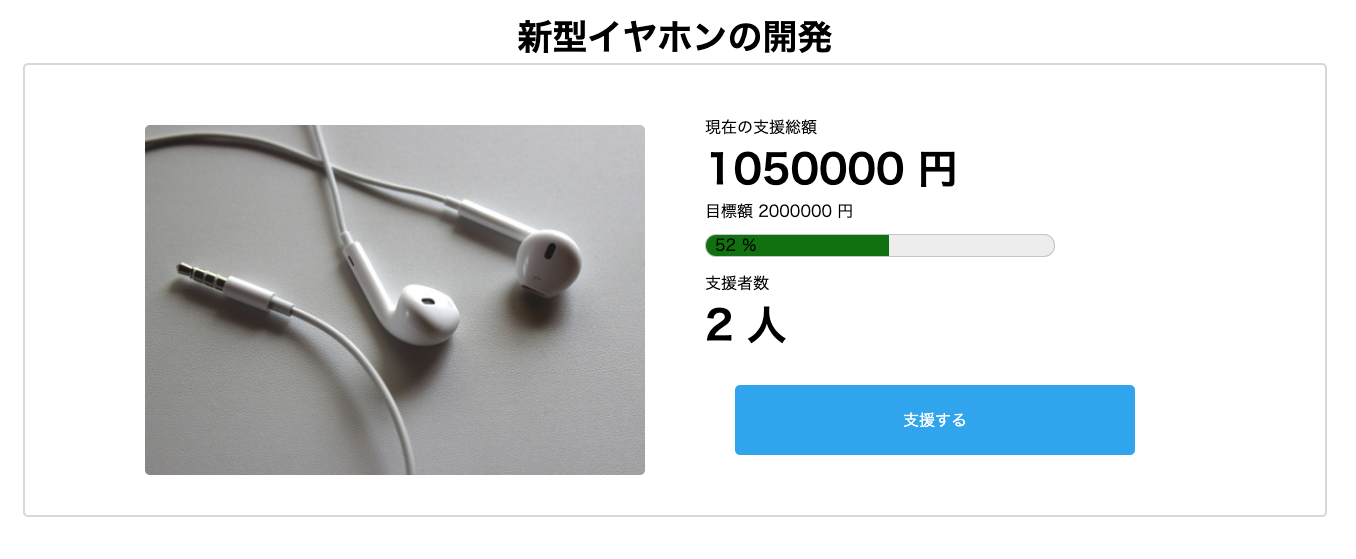 新型イヤホンの開発
現在の支援総額
1050000 円
目標額 2000000 円
52 %
支援者数
2 人
支援する